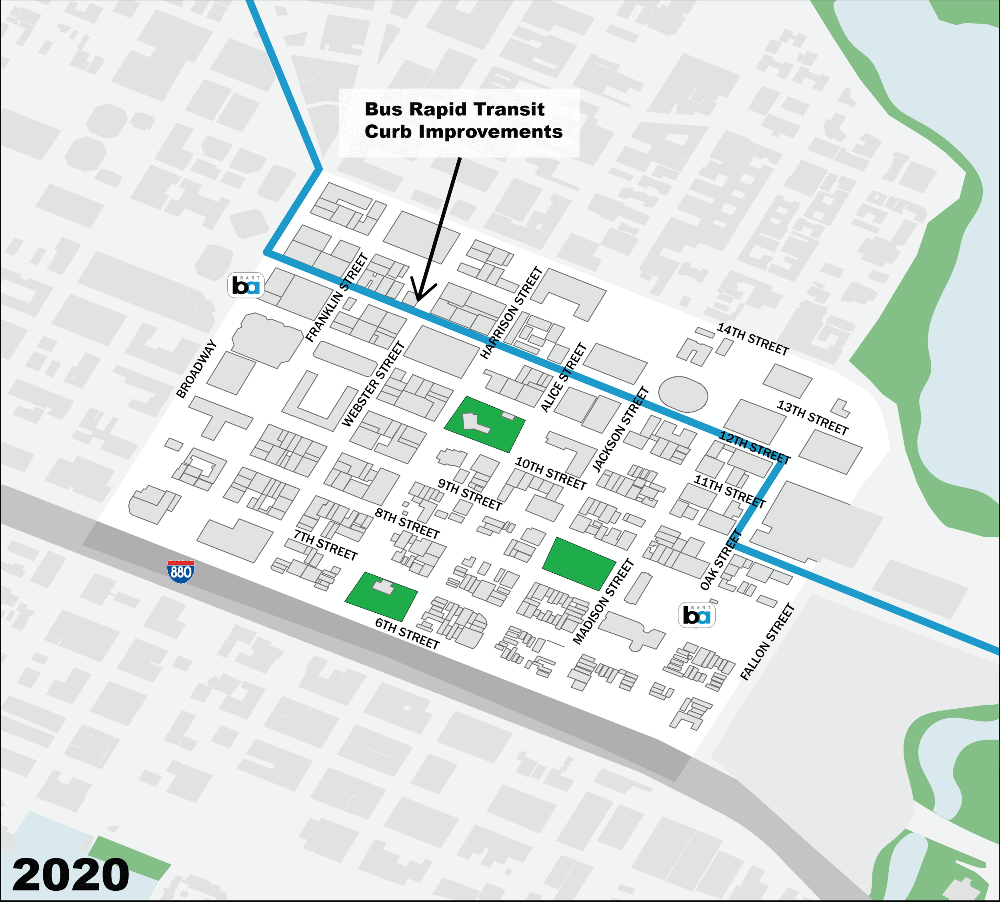 Bus Rapid Transit
Curb Improvements
BART
ba
FRANKLIN STREET
HARRISON STREET
14TH STREET
BROADWAY
WEBSTER STREET
ALICE STREET
13TH STREET
JACKSON STREET
12TH STREET
10TH STREET
11TH STREET
9TH STREET
8TH STREET
7TH STREET
OAK STREET
880
MADISON STREET
BART
ba
6TH STREET
FALLON STREET
2020